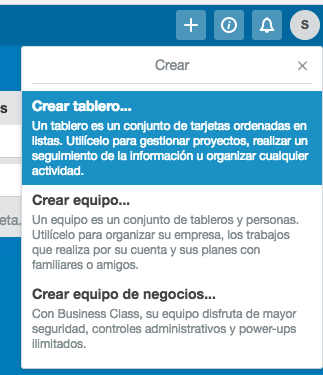 S
Crear
s
Crear tablero...
Un tablero es un conjunto de tarjetas ordenadas en
listas. Utilícelo para gestionar proyectos, realizar un
seguimiento de la información u organizar cualquier
actividad.
Crear equipo...
eta.
Un equipo es un conjunto de tableros y personas.
Utilícelo para organizar su empresa, los trabajos
que realiza por su cuenta y sus planes con
familiares o amigos.
Crear equipo de negocios...
Con Business Class, su equipo disfruta de mayor
seguridad, controles administrativos y power-ups
ilimitados.